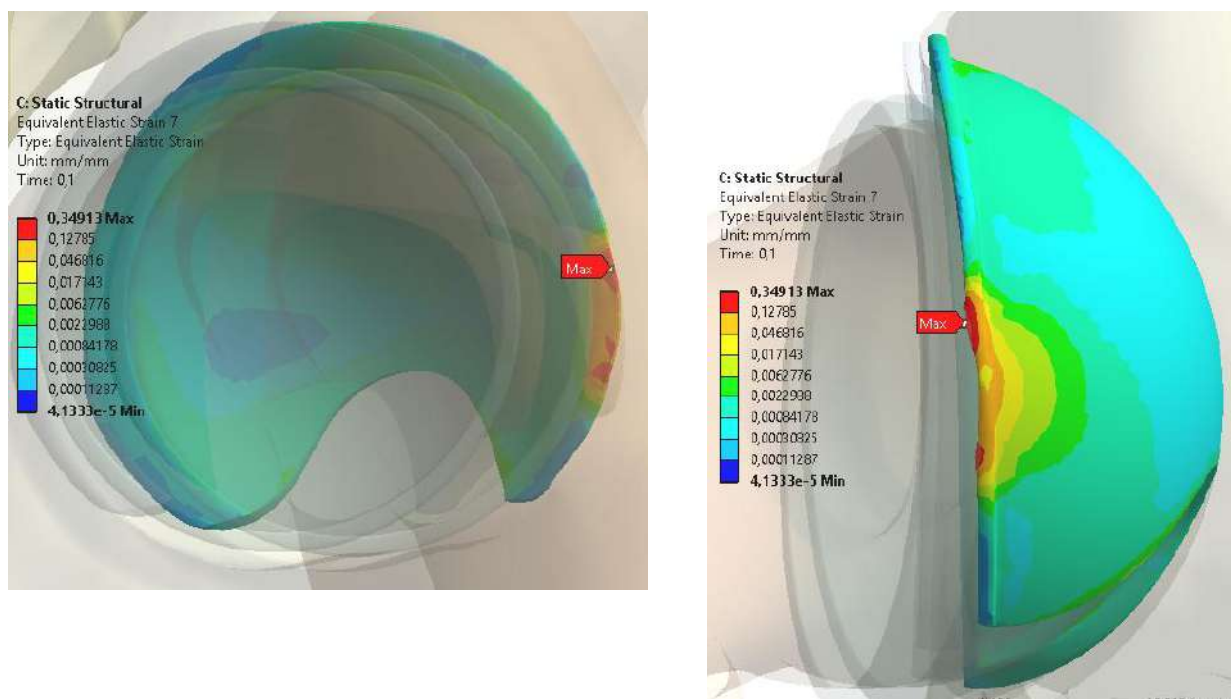 C: Static Structural
Equivalent Elastic Strain 7
Type: Equivalent Elastic Strain
Unit: mm/mm
Time: 0,1
0,34913 Max
0,12785
0,046816
0,017143
0,0062776
0,0022988
0,00084178
0,00030825
0,00011287
4,1333e-5 Min
Max
C: Static Structural
Equivalent Elastic Strain 7
Type: Equivalent Elastic Strain
Unit: mm/mm
Time: 0,1
0,34913 Max
0,12785
0,046816
0,017143
0,0062776
0,0022988
0,00084178
0,00030825
0,00011287
4,1333e-5 Min
Max